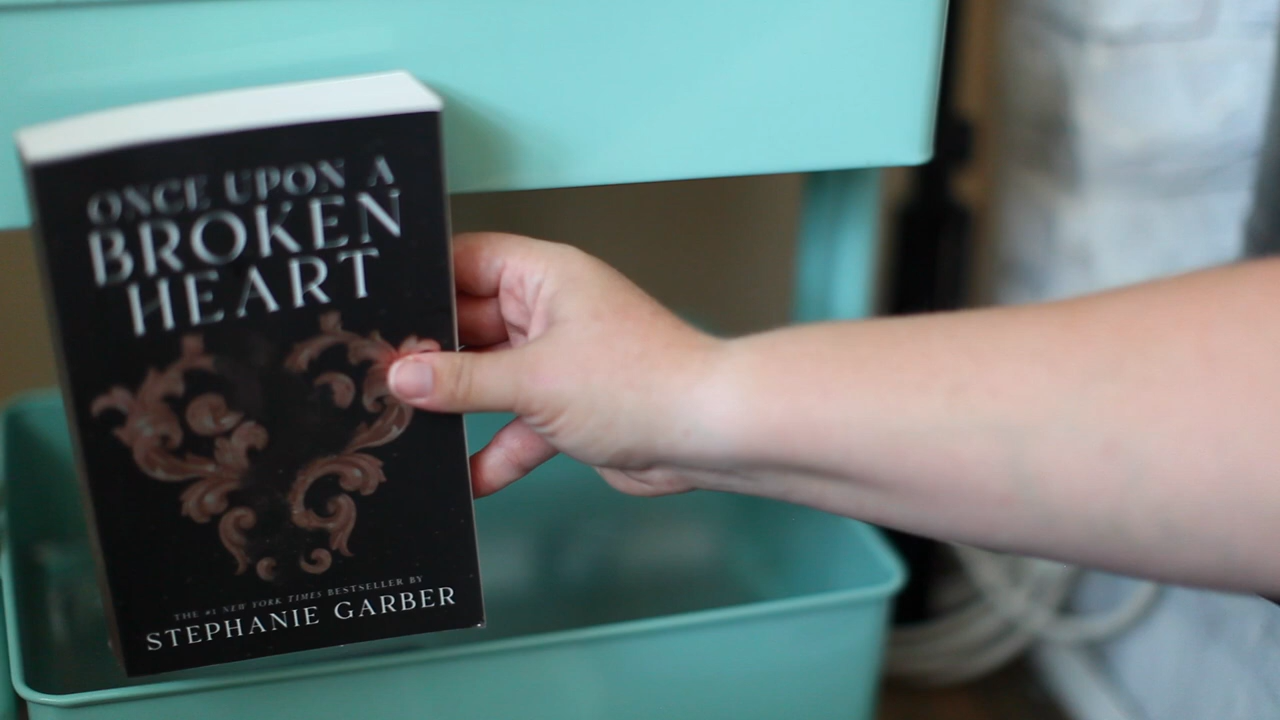 ONCE UPON A
BROKEN
HEART
THE #1 NEW YORK TIMES BESTSELLER BY
STEPHANIE GARBER